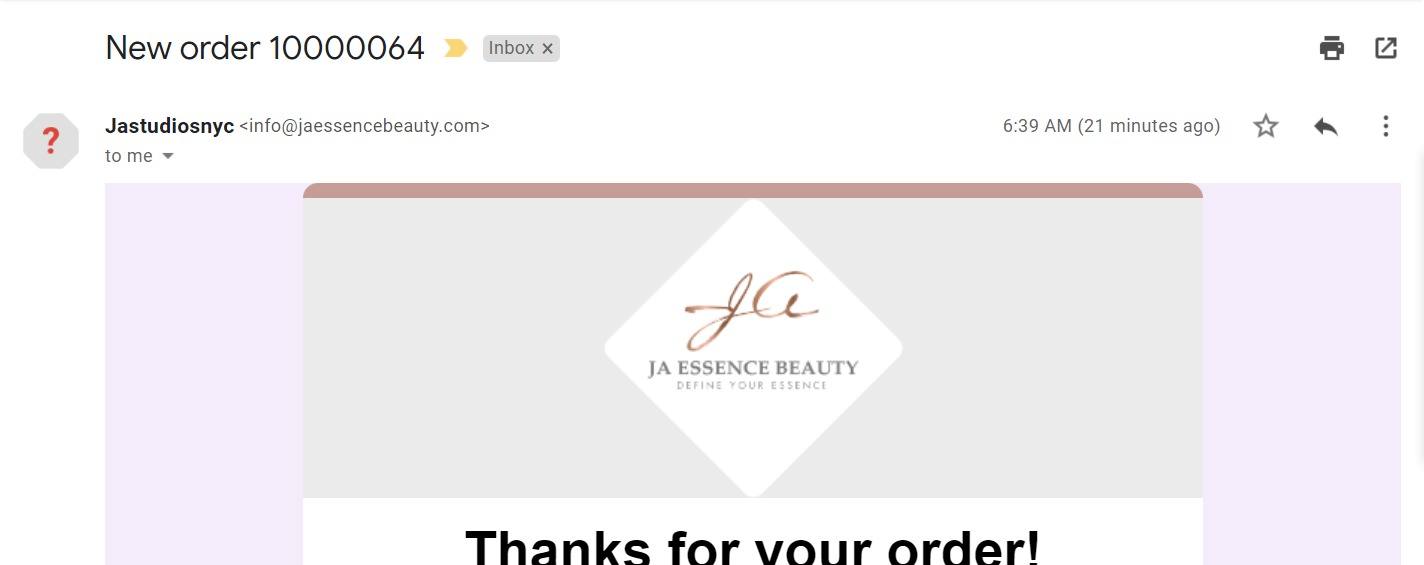 New order 10000064 Inbox ×
? Jastudiosnyc <info@jaessencebeauty.com> 6:39 AM (21 minutes ago)
to me
JA
JA ESSENCE BEAUTY
DEFINE YOUR ESSENCE
Thanks for your order!